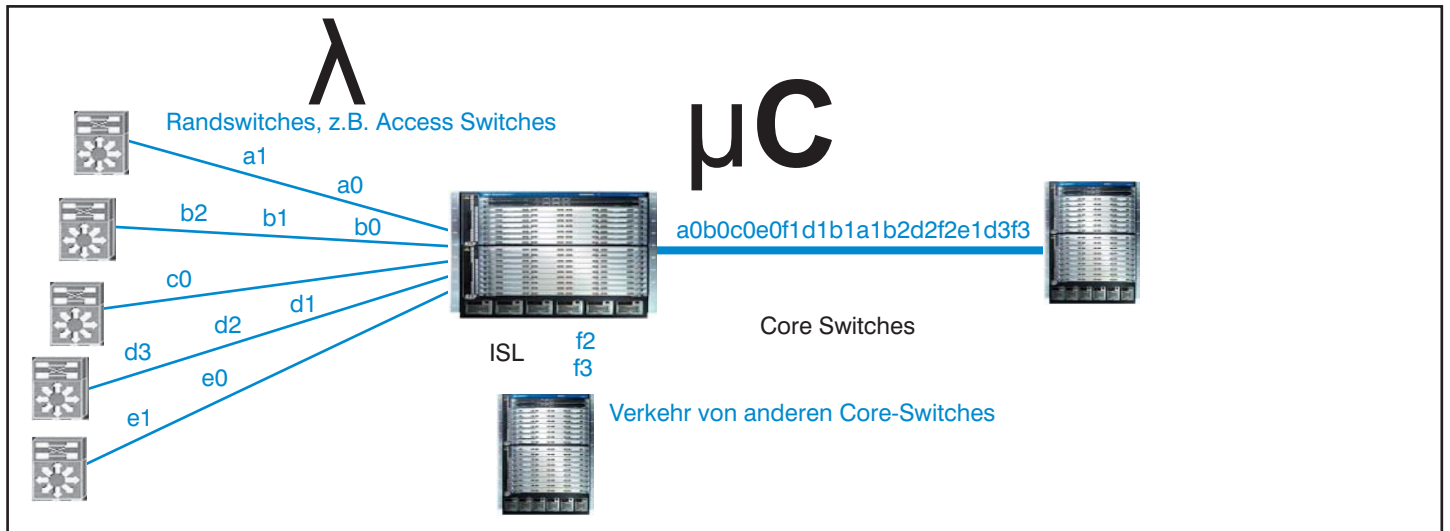 λ
μC
Randswitches, z.B. Access Switches
a1
a0
b2
b1
b0
a0b0c0e0f1d1b1a1b2d2f2e1d3f3
c0
d1
d2
d3
Core Switches
ISL
f2
f3
e0
e1
Verkehr von anderen Core-Switches